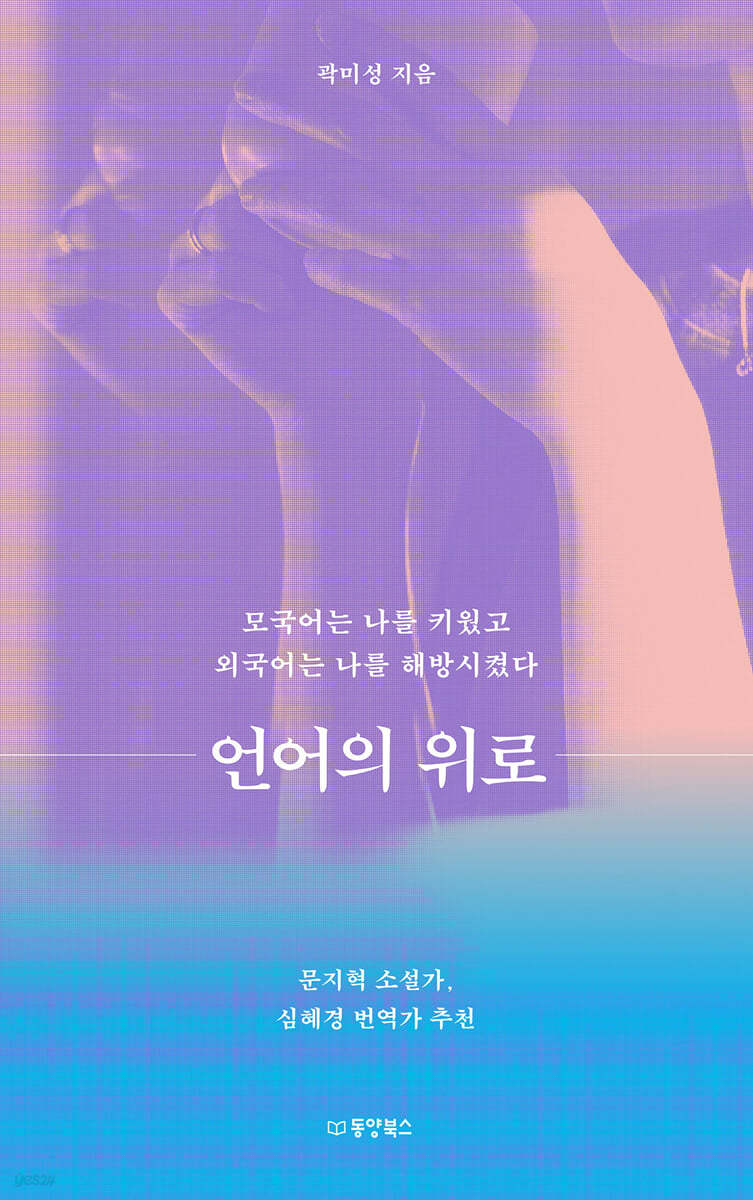 곽미성 지음
모국어는 나를 키웠고
외국어는 나를 해방시켰다
언어의 위로
문지혁 소설가,
심혜경 번역가 추천
동양북스
yes24